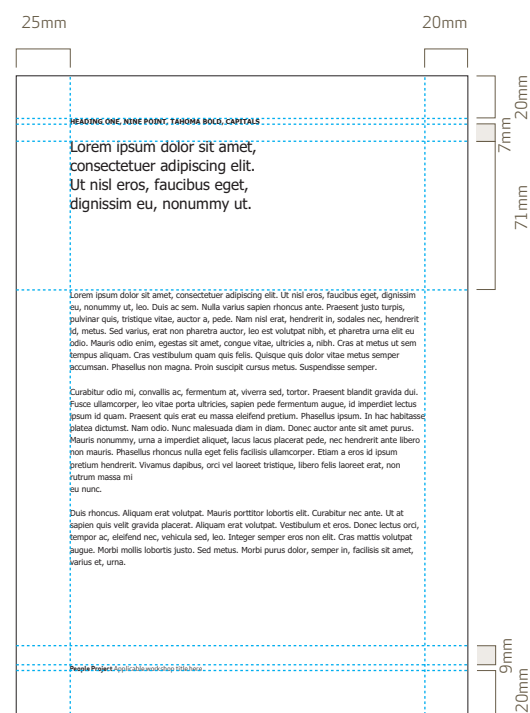 25mm
20mm
20mm
HEADING ONE, NINE POINT, TAHOMA BOLD, CAPITALS
7mm
Lorem ipsum dolor sit amet,
consectetuer adipiscing elit.
Ut nisl eros, faucibus eget,
dignissim eu, nonummy ut.
71mm
Lorem ipsum dolor sit amet, consectetuer adipiscing elit. Ut nisl eros, faucibus eget, dignissim
eu, nonummy ut, leo. Duis ac sem. Nulla varius sapien rhoncus ante. Praesent justo turpis,
pulvinar quis, tristique vitae, auctor a, pede. Nam nisl erat, hendrerit in, sodales nec, hendrerit
id, metus. Sed varius, erat non pharetra auctor, leo est volutpat nibh, et pharetra urna elit eu
odio. Mauris odio enim, egestas sit amet, congue vitae, ultricies a, nibh. Cras at metus ut sem
tempus aliquam. Cras vestibulum quam quis felis. Quisque quis dolor vitae metus semper
accumsan. Phasellus non magna. Proin suscipit cursus metus. Suspendisse semper.
Curabitur odio mi, convallis ac, fermentum at, viverra sed, tortor. Praesent blandit gravida dui.
Fusce ullamcorper, leo vitae porta ultricies, sapien pede fermentum augue, id imperdiet lectus
ipsum id quam. Praesent quis erat eu massa eleifend pretium. Phasellus ipsum. In hac habitasse
platea dictumst. Nam odio. Nunc malesuada diam in diam. Donec auctor ante sit amet purus.
Mauris nonummy, urna a imperdiet aliquet, lacus lacus placerat pede, nec hendrerit ante libero
non mauris. Phasellus rhoncus nulla eget felis facilisis ullamcorper. Etiam a eros id ipsum
pretium hendrerit. Vivamus dapibus, orci vel laoreet tristique, libero felis laoreet erat, non
rutrum massa mi
eu nunc.
Duis rhoncus. Aliquam erat volutpat. Mauris porttitor lobortis elit. Curabitur nec ante. Ut at
sapien quis velit gravida placerat. Aliquam erat volutpat. Vestibulum et eros. Donec lectus orci,
tempor ac, eleifend nec, vehicula sed, leo. Integer semper eros non elit. Cras mattis volutpat
augue. Morbi mollis lobortis justo. Sed metus. Morbi purus dolor, semper in, facilisis sit amet,
varius et, urna.
9mm
People Project Applicable workshop title here
20mm